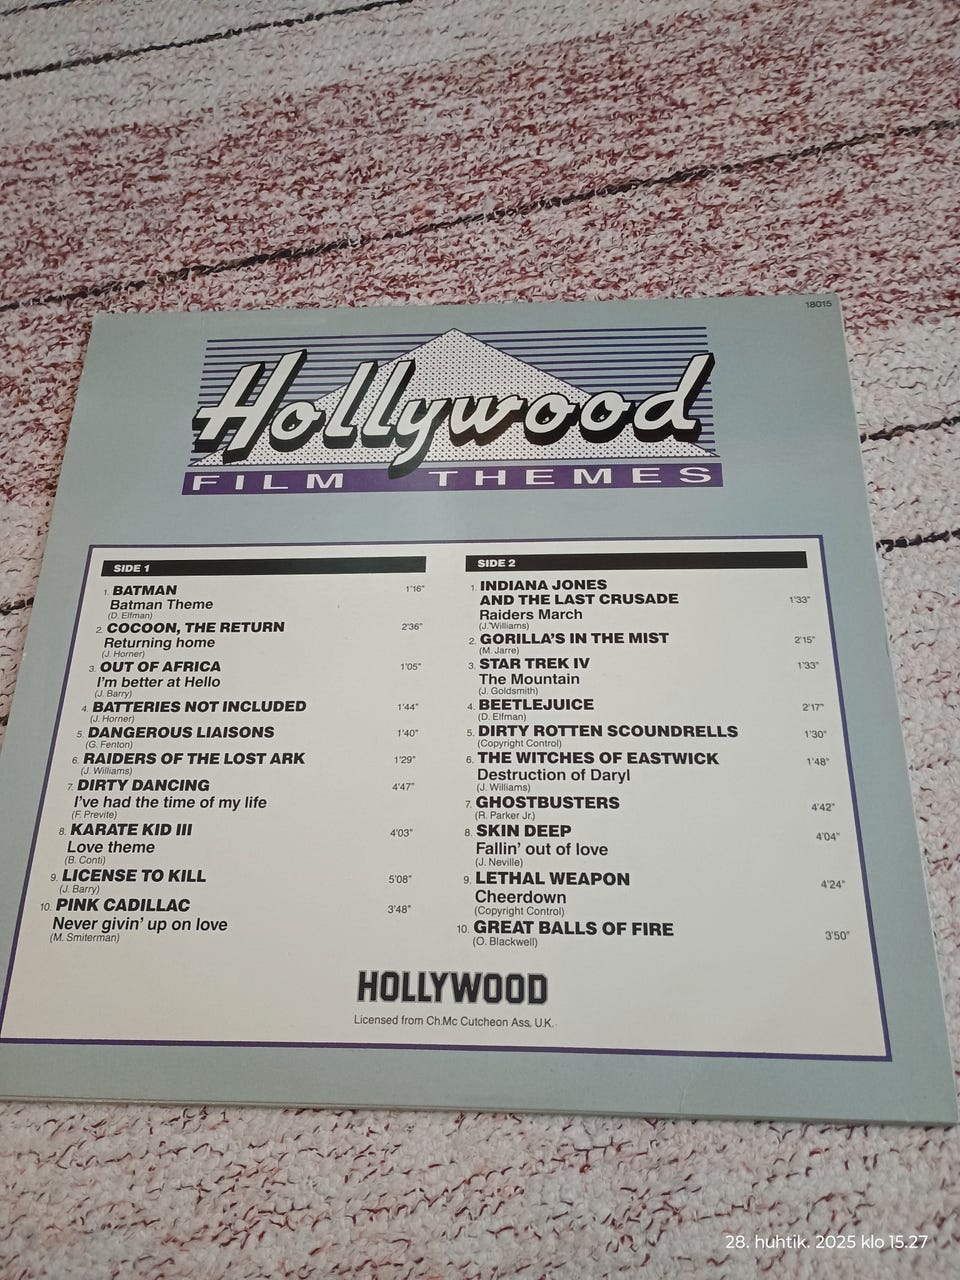 18015
Hollywood
FILM THEMES
SIDE 1
1. BATMAN 1'16"
Batman Theme
(D. Elfman)
2. COCOON, THE RETURN 2'36"
Returning home
(J. Horner)
3. OUT OF AFRICA 1'05"
I'm better at Hello
(J. Barry)
4. BATTERIES NOT INCLUDED 1'44"
(J. Horner)
5. DANGEROUS LIAISONS 1'40"
(G. Fenton)
6. RAIDERS OF THE LOST ARK 1'29"
(J. Williams)
7. DIRTY DANCING 4'47"
I've had the time of my life
(F. Previte)
8. KARATE KID III 4'03"
Love theme
(B. Conti)
9. LICENSE TO KILL 5'08"
(J. Barry)
10. PINK CADILLAC 3'48"
Never givin' up on love
(M. Smiterman)
SIDE 2
1. INDIANA JONES
AND THE LAST CRUSADE 1'33"
Raiders March
(J. Williams)
2. GORILLA'S IN THE MIST 2'15"
(M. Jarre)
3. STAR TREK IV 1'33"
The Mountain
(J. Goldsmith)
4. BEETLEJUICE 2'17"
(D. Elfman)
5. DIRTY ROTTEN SCOUNDRELLS 1'30"
(Copyright Control)
6. THE WITCHES OF EASTWICK 1'48"
Destruction of Daryl
(J. Williams)
7. GHOSTBUSTERS 4'42"
(R. Parker Jr.)
8. SKIN DEEP 4'04"
Fallin' out of love
(J. Neville)
9. LETHAL WEAPON 4'24"
Cheerdown
(Copyright Control)
10. GREAT BALLS OF FIRE 3'50"
(O. Blackwell)
HOLLYWOOD
Licensed from Ch.Mc Cutcheon Ass. U.K.
28. huhtik. 2025 klo 15.27